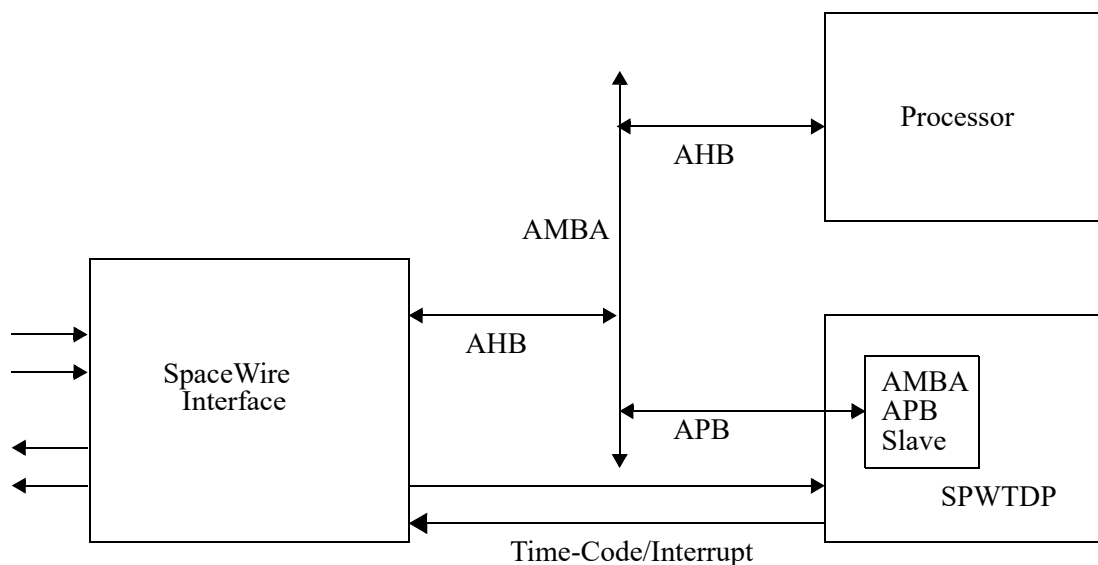 Processor
AHB
AMBA
AHB
SpaceWire
Interface
AMBA
APB
Slave
APB
SPWTDP
Time-Code/Interrupt